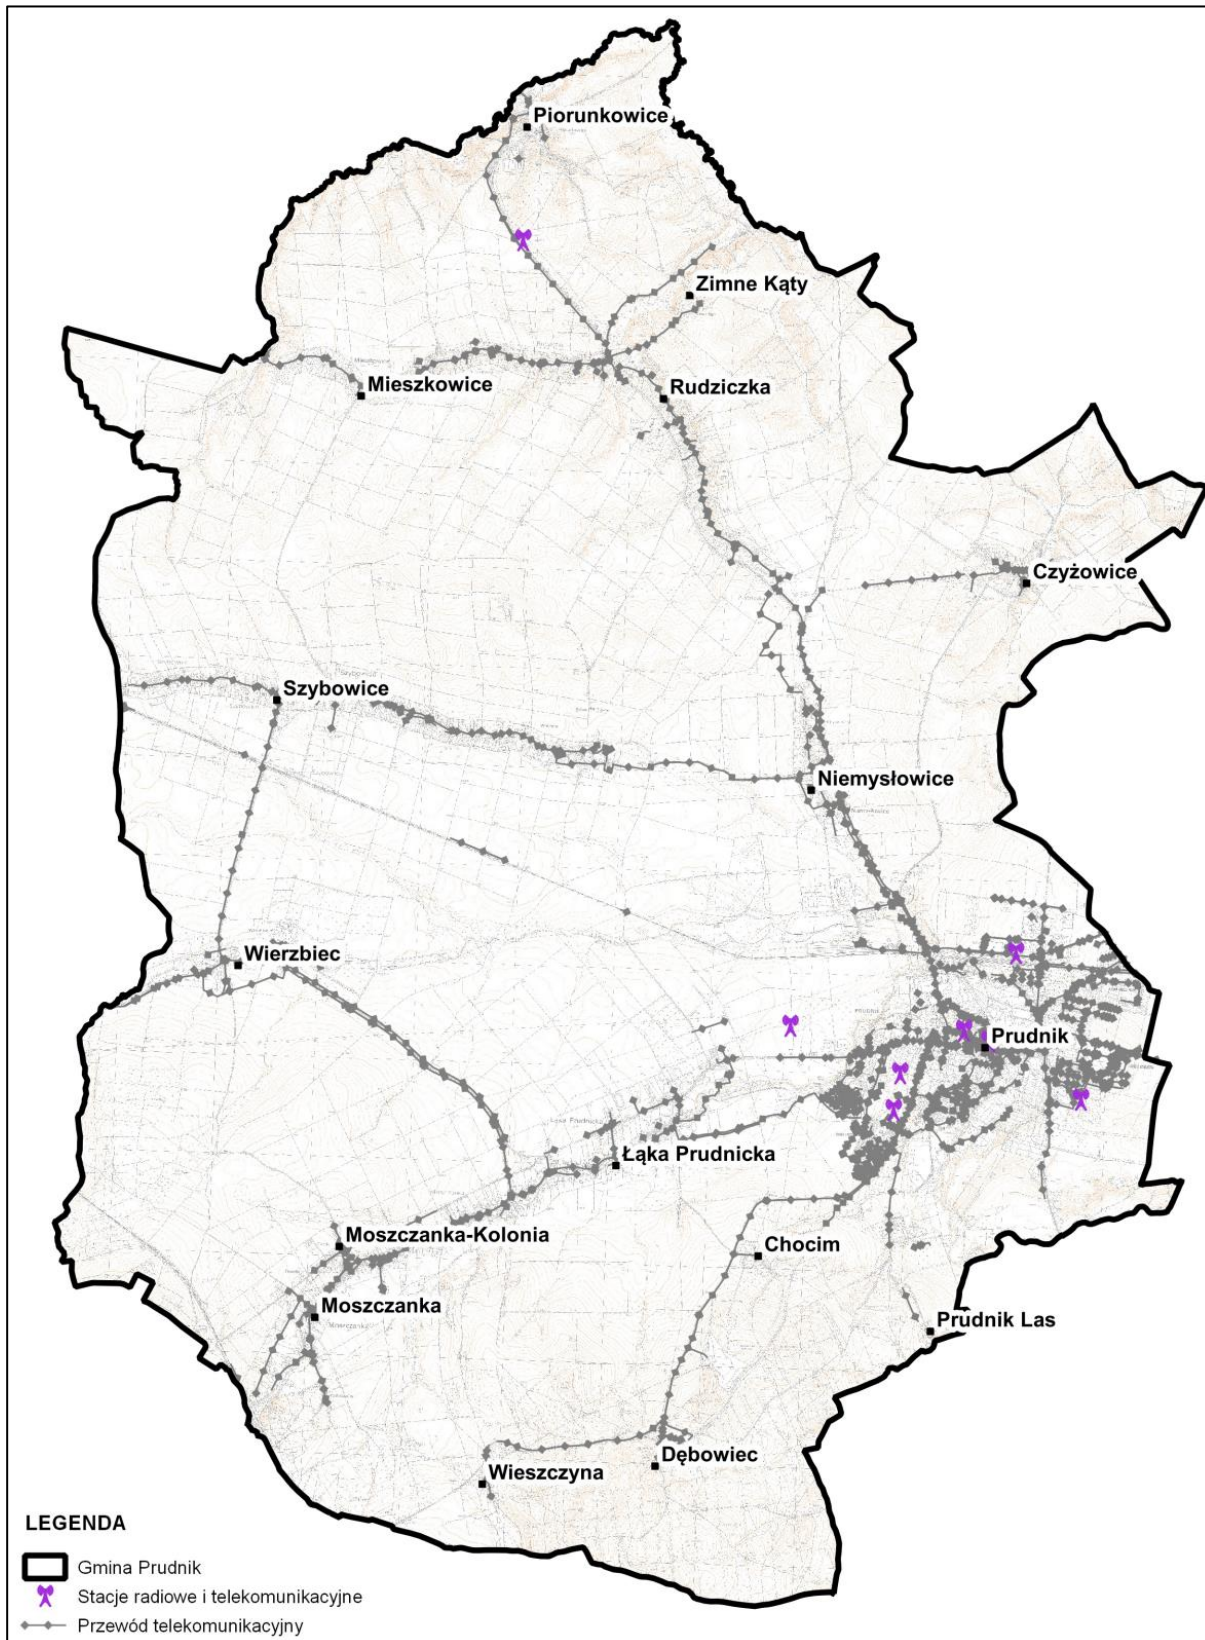 Piorunkowice
Zimne Kąty
Mieszkowice
Rudziczka
Czyżowice
Szybowice
Niemysłowice
Wierzbiec
Prudnik
Łąka Prudnicka
Moszczanka-Kolonia
Chocim
Moszczanka
Prudnik Las
Dębowiec
Wieszczyna
LEGENDA
Gmina Prudnik
Stacje radiowe i telekomunikacyjne
Przewód telekomunikacyjny